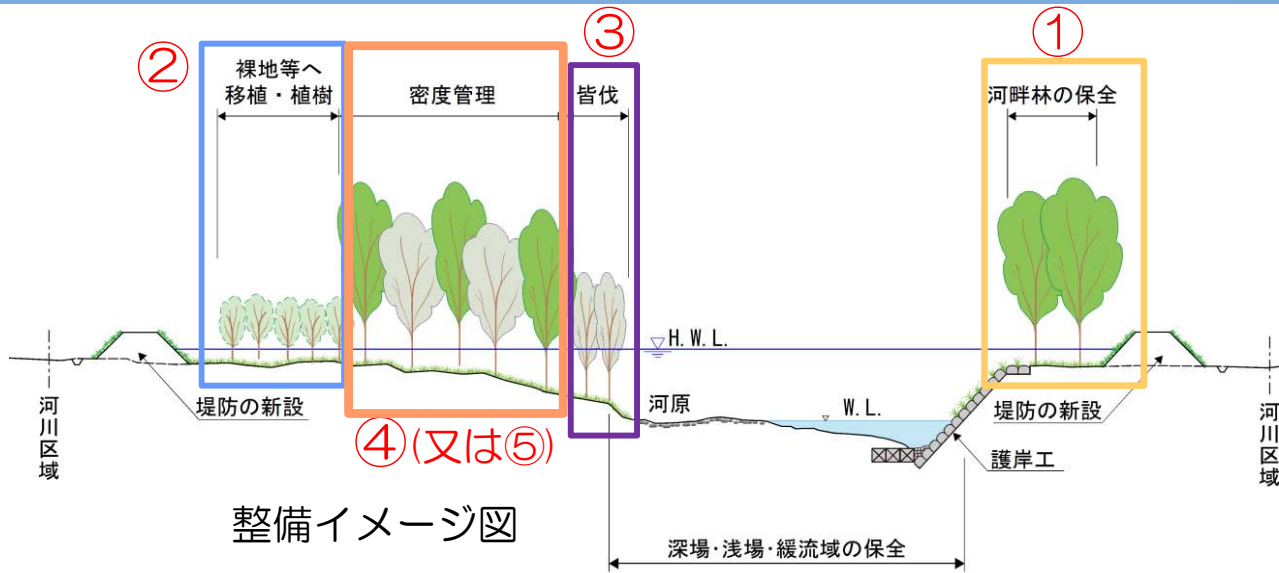 ③
①
②
裸地等へ
移植・植樹
密度管理
皆伐
河畔林の保全
H.W.L.
河川区域
堤防の新設
④(又は⑤)
河原
W.L.
堤防の新設
護岸工
河川区域
整備イメージ図
深場・浅場・緩流域の保全